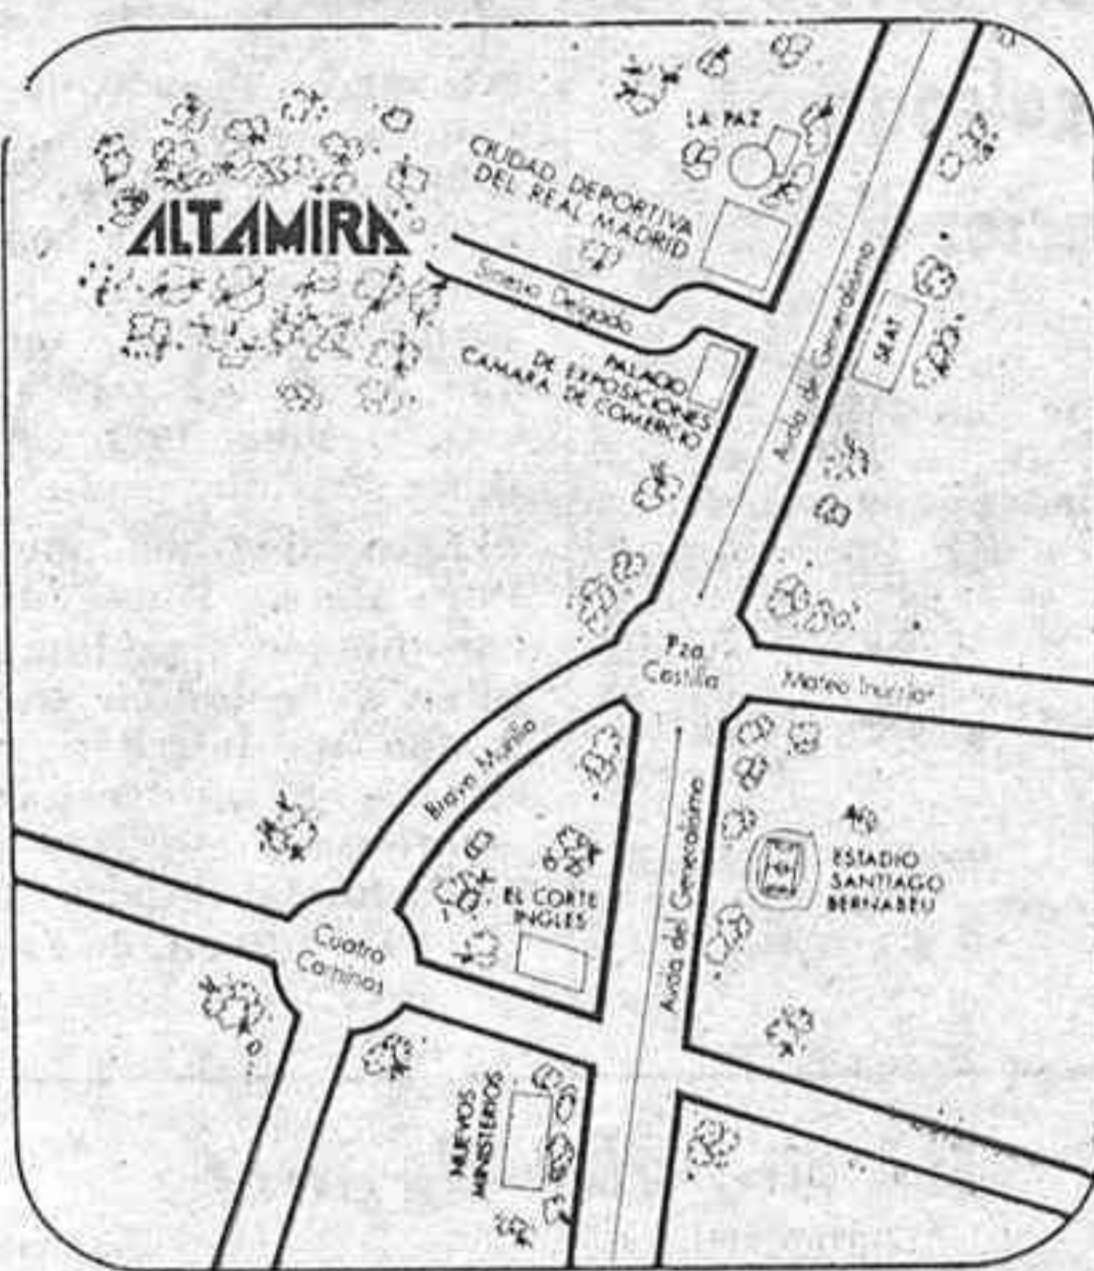 LA PAZ
CIUDAD DEPORTIVA
DEL REAL MADRID
ALTAMIRA
Sinesio Delgado
PALACIO
DE EXPOSICIONES
CAMARA DE COMERCIO
Avda del Generalisimo
SEAT
Pza
Castilla
Mateo Inurria
Bravo Murillo
Avda del Generalisimo
ESTADIO
SANTIAGO
BERNABEU
EL CORTE
INGLES
Cuatro
Caminos
NUEVOS
MINISTERIOS